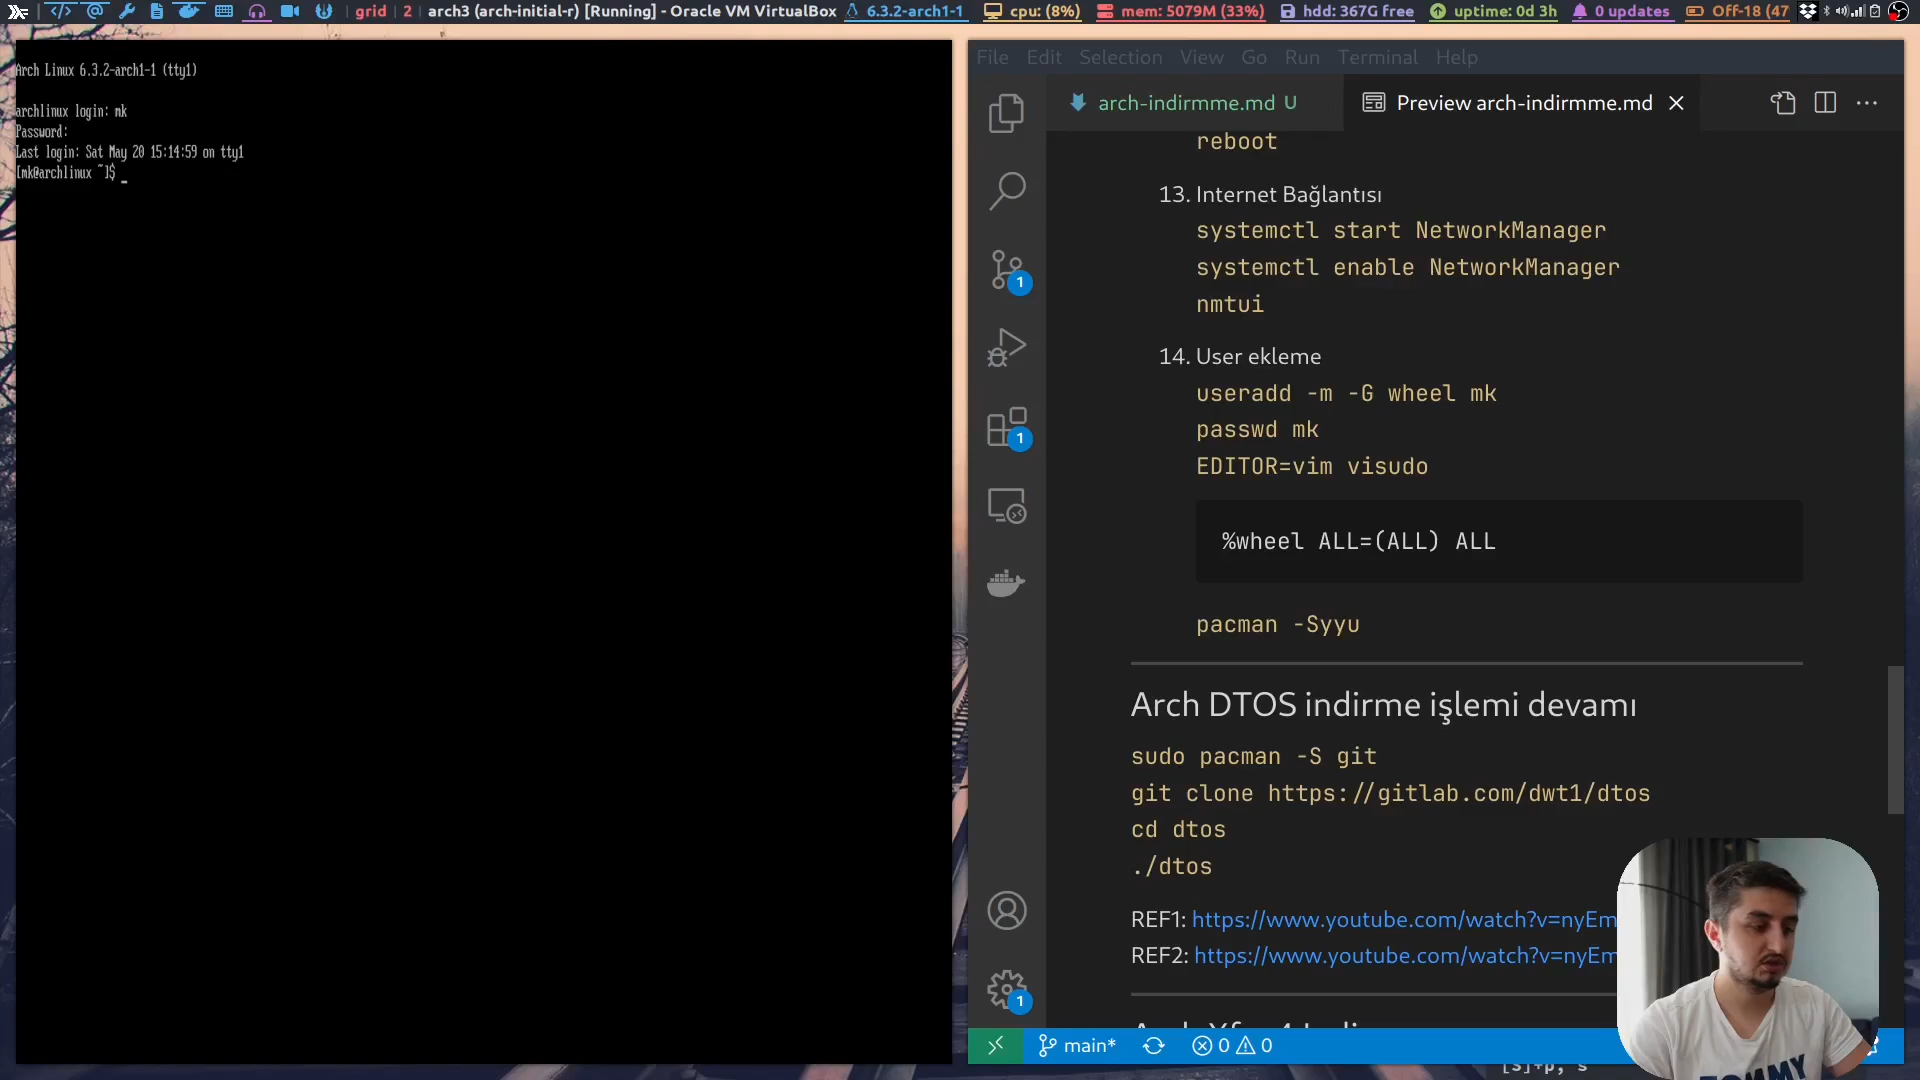 grid 2 arch3 (arch-initial-r) [Running] - Oracle VM VirtualBox 6.3.2-arch1-1 cpu: (8%) mem: 5079M (33%) hdd: 367G free uptime: 0d 3h 0 updates Off-18 (47
Arch Linux 6.3.2-arch1-1 (tty1)
archlinux login: mk
Password:
Last login: Sat May 20 15:14:59 on tty1
[mk@archlinux ~]$ _
File Edit Selection View Go Run Terminal Help
arch-indirmme.md U Preview arch-indirmme.md
reboot
13. Internet Bağlantısı
systemctl start NetworkManager
systemctl enable NetworkManager
nmtui
14. User ekleme
useradd -m -G wheel mk
passwd mk
EDITOR=vim visudo
%wheel ALL=(ALL) ALL
pacman -Syyu
Arch DTOS indirme işlemi devamı
sudo pacman -S git
git clone https://gitlab.com/dwt1/dtos
cd dtos
./dtos
REF1: https://www.youtube.com/watch?v=nyEm
REF2: https://www.youtube.com/watch?v=nyEm
1
1
1
main* 0 0
[S]+p, s